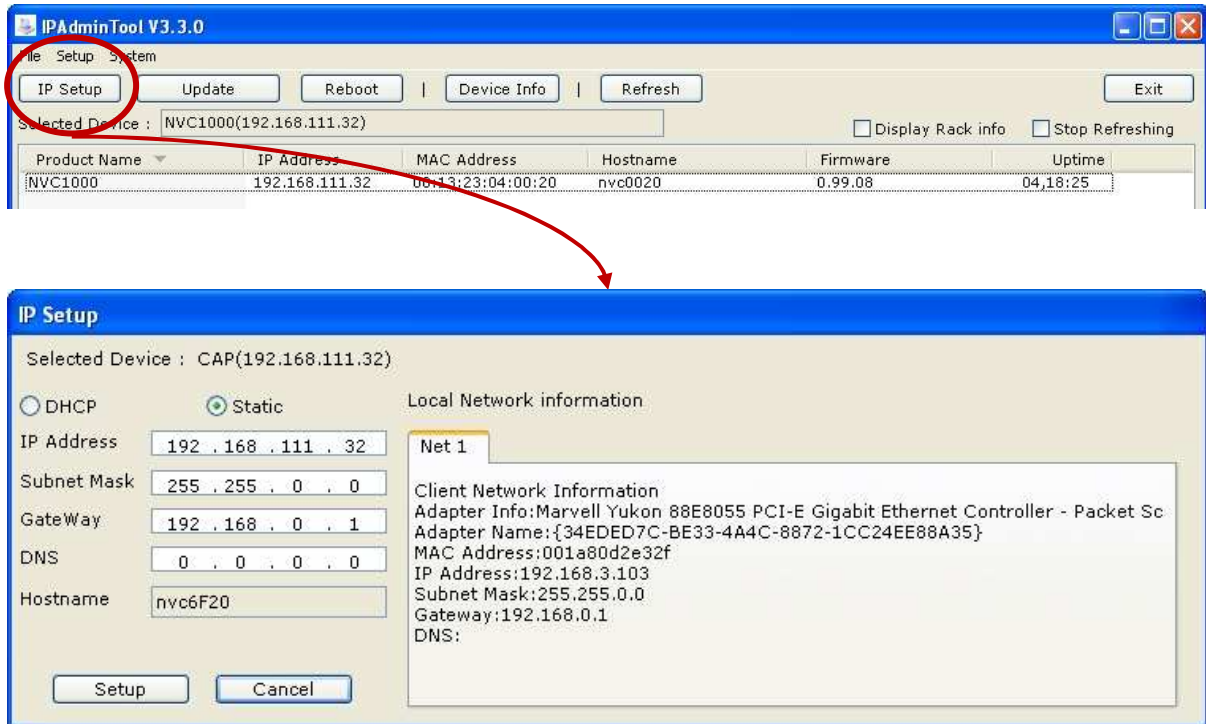 IPAdminTool V3.3.0
File Setup System
IP Setup Update Reboot | Device Info | Refresh Exit
Selected Device : NVC1000(192.168.111.32) Display Rack info Stop Refreshing
Product Name IP Address MAC Address Hostname Firmware Uptime
NVC1000 192.168.111.32 00:13:23:04:00:20 nvc0020 0.99.08 04,18:25
IP Setup
Selected Device : CAP(192.168.111.32)
DHCP Static
IP Address 192 . 168 . 111 . 32
Subnet Mask 255 . 255 . 0 . 0
GateWay 192 . 168 . 0 . 1
DNS 0 . 0 . 0 . 0
Hostname nvc6F20
Setup Cancel
Local Network information
Net 1
Client Network Information
Adapter Info:Marvell Yukon 88E8055 PCI-E Gigabit Ethernet Controller - Packet Sc
Adapter Name:{34EDED7C-BE33-4A4C-8872-1CC24EE88A35}
MAC Address:001a80d2e32f
IP Address:192.168.3.103
Subnet Mask:255.255.0.0
Gateway:192.168.0.1
DNS: